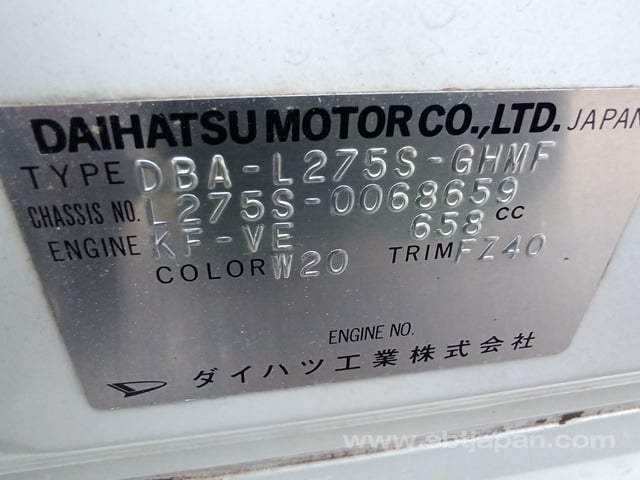 DAIHATSU MOTOR CO.,LTD. JAPAN
TYPE DBA-L275S-GHMF
CHASSIS NO. L275S-0068659
ENGINE KF-VE 658 CC
COLOR W20 TRIM FZ40
ENGINE NO.
ダイハツ工業株式会社
www.sbtjapan.com